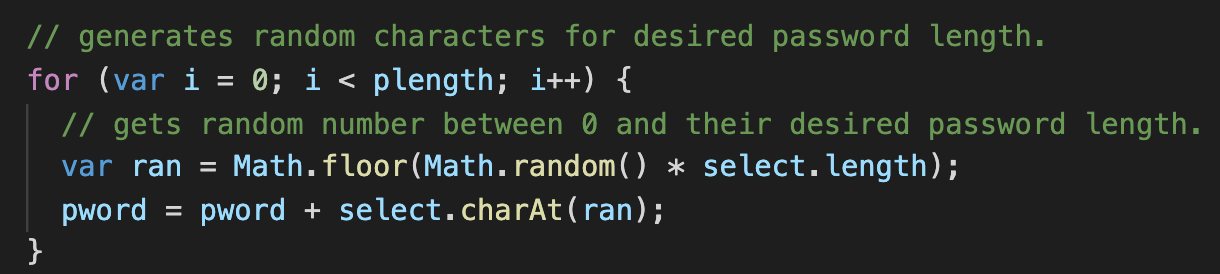 // generates random characters for desired password length.
for (var i = 0; i < plength; i++) {
// gets random number between 0 and their desired password length.
var ran = Math.floor(Math.random() * select.length);
pword = pword + select.charAt(ran);
}